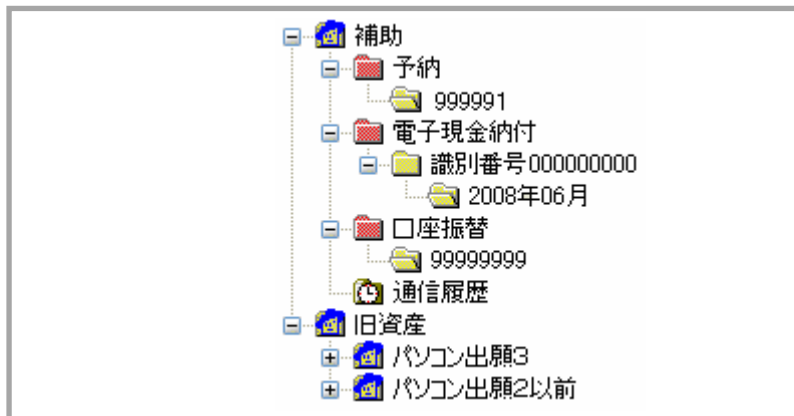 補助
予納
999991
電子現金納付
識別番号000000000
2008年06月
口座振替
99999999
通信履歴
旧資産
パソコン出願3
パソコン出願2以前